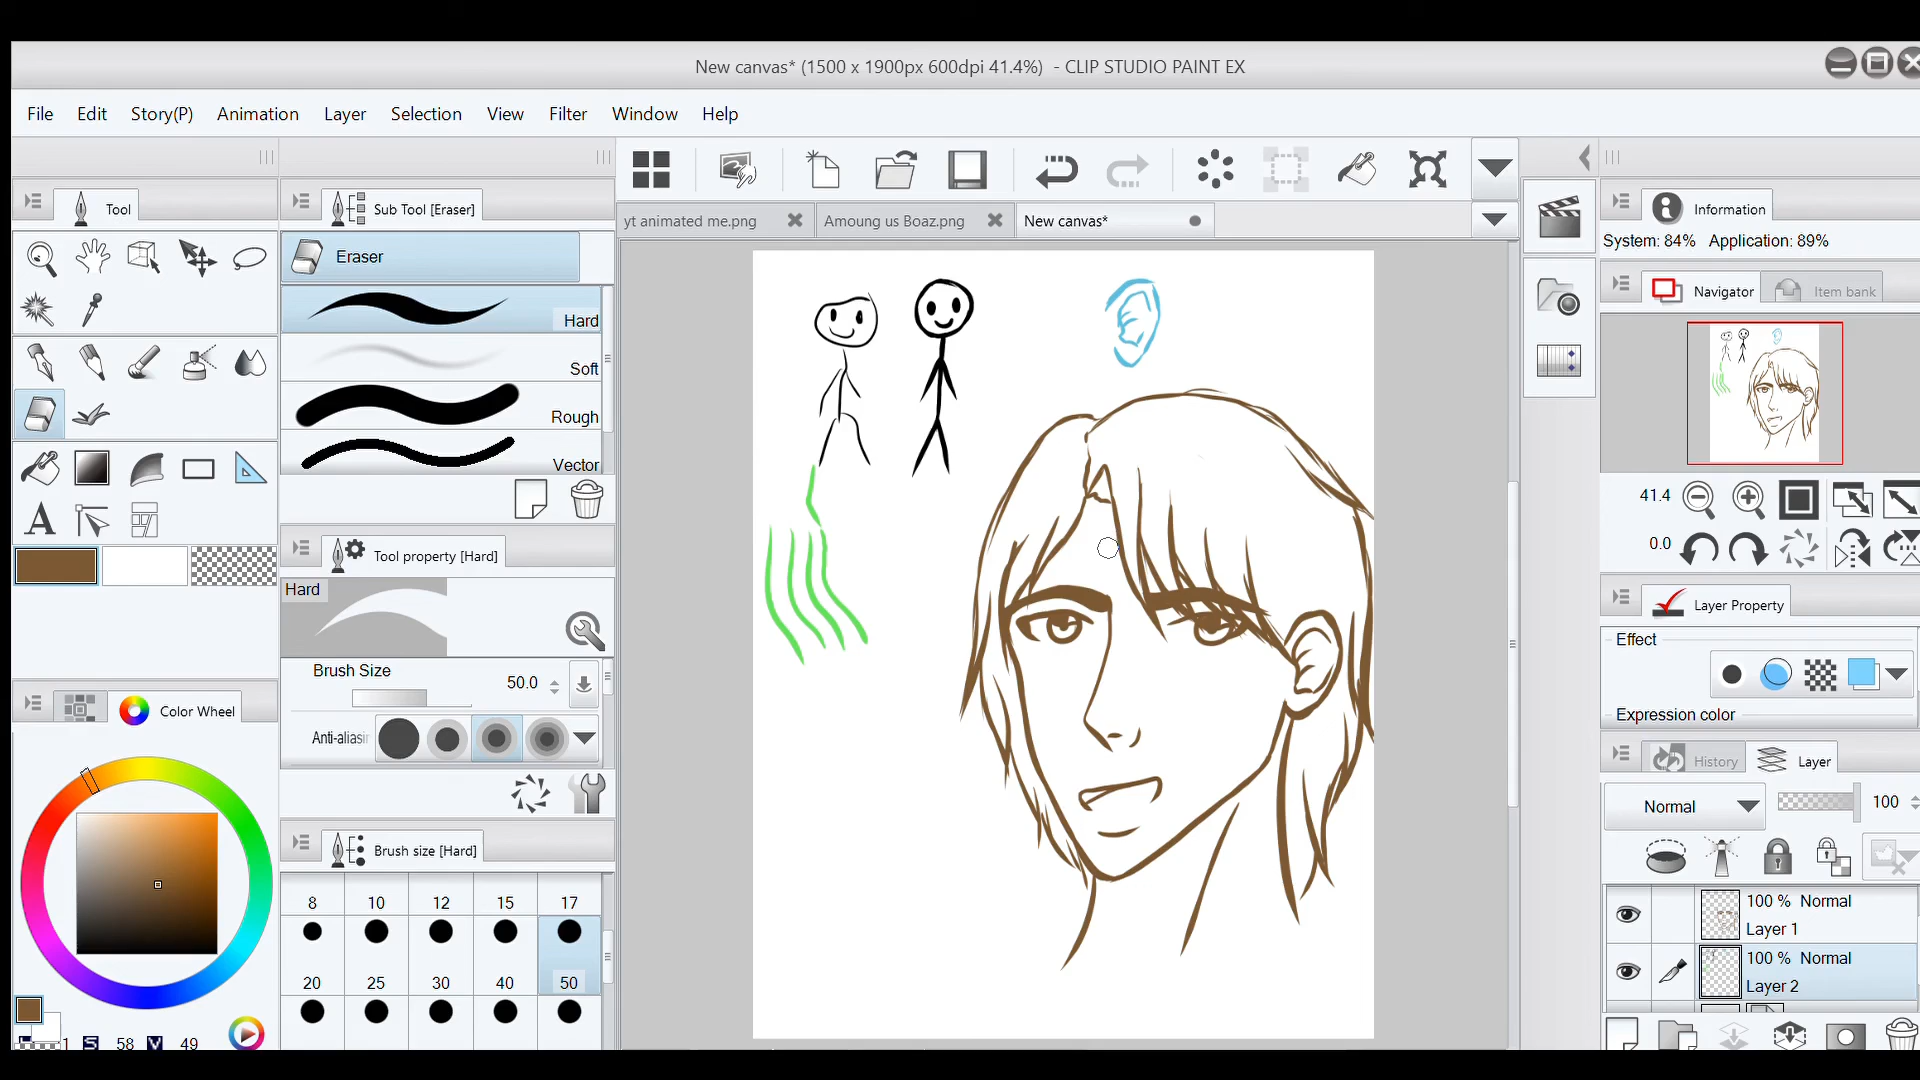 New canvas* (1500 x 1900px 600dpi 41.4%) - CLIP STUDIO PAINT EX
File Edit Story(P) Animation Layer Selection View Filter Window Help
Tool
Sub Tool [Eraser]
Eraser
Hard
Soft
Rough
Vector
Tool property [Hard]
Hard
Brush Size
50.0
Anti-aliasin
Brush size [Hard]
8 10 12 15 17
20 25 30 40 50
Color Wheel
1 S 58 V 49
yt animated me.png
Amoung us Boaz.png
New canvas*
Information
System: 84% Application: 89%
Navigator
Item bank
41.4
0.0
Layer Property
Effect
Expression color
History
Layer
Normal
100
100 % Normal
Layer 1
100 % Normal
Layer 2